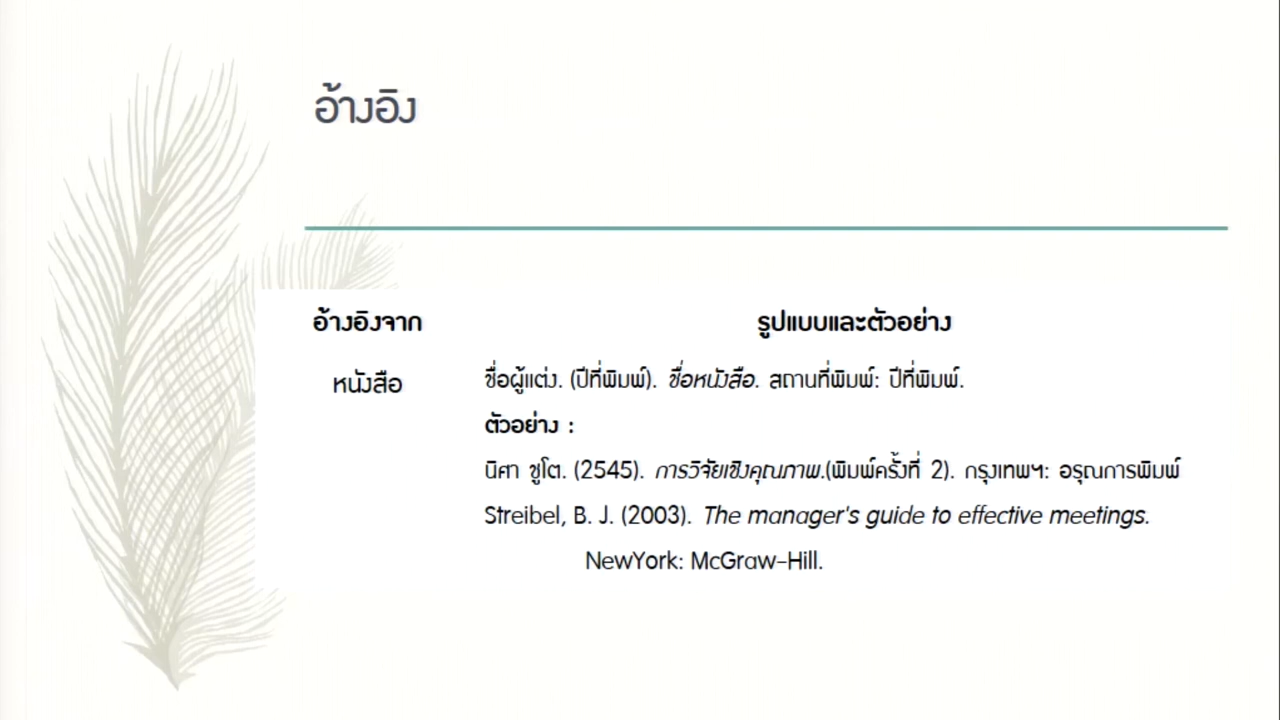 อ้างอิง
อ้างอิงจาก รูปแบบและตัวอย่าง
หนังสือ ชื่อผู้แต่ง. (ปีที่พิมพ์). ชื่อหนังสือ. สถานที่พิมพ์: ปีที่พิมพ์.
ตัวอย่าง :
นิศา ชูโต. (2545). การวิจัยเชิงคุณภาพ.(พิมพ์ครั้งที่ 2). กรุงเทพฯ: อรุณการพิมพ์
Streibel, B. J. (2003). The manager's guide to effective meetings.
NewYork: McGraw-Hill.